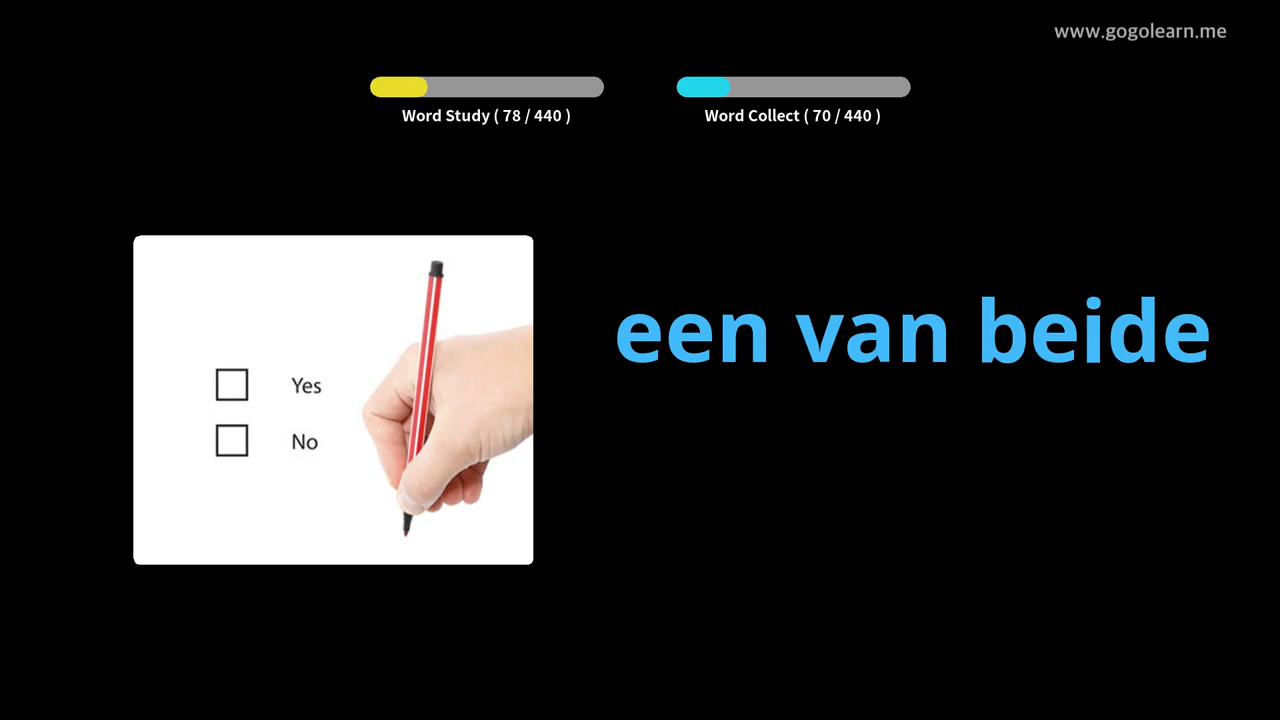 www.gogolearn.me
Word Study ( 78 / 440 )
Word Collect ( 70 / 440 )
een van beide
Yes
No